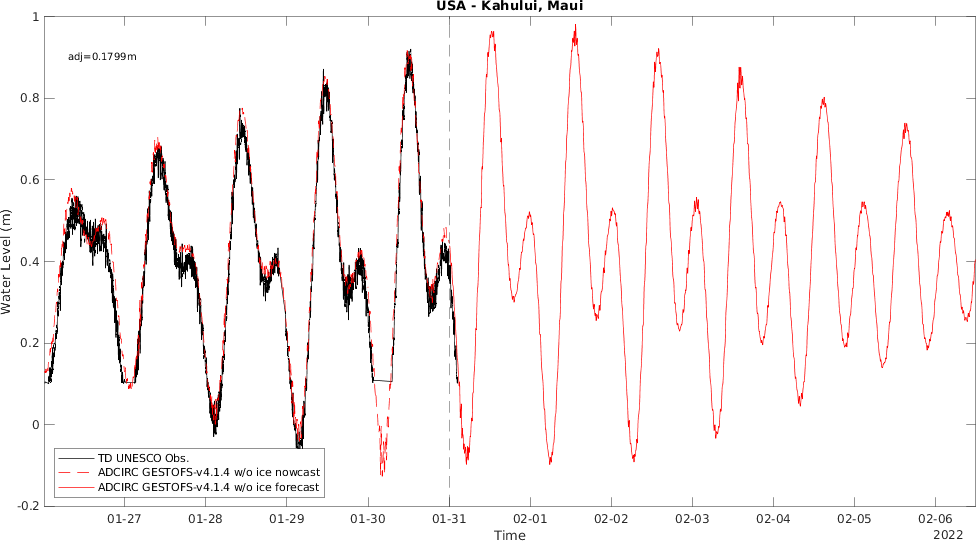 USA - Kahului, Maui
adj=0.1799m
Water Level (m)
1
0.8
0.6
0.4
0.2
0
-0.2
TD UNESCO Obs.
ADCIRC GESTOFS-v4.1.4 w/o ice nowcast
ADCIRC GESTOFS-v4.1.4 w/o ice forecast
01-27 01-28 01-29 01-30 01-31 02-01 02-02 02-03 02-04 02-05 02-06
Time
2022